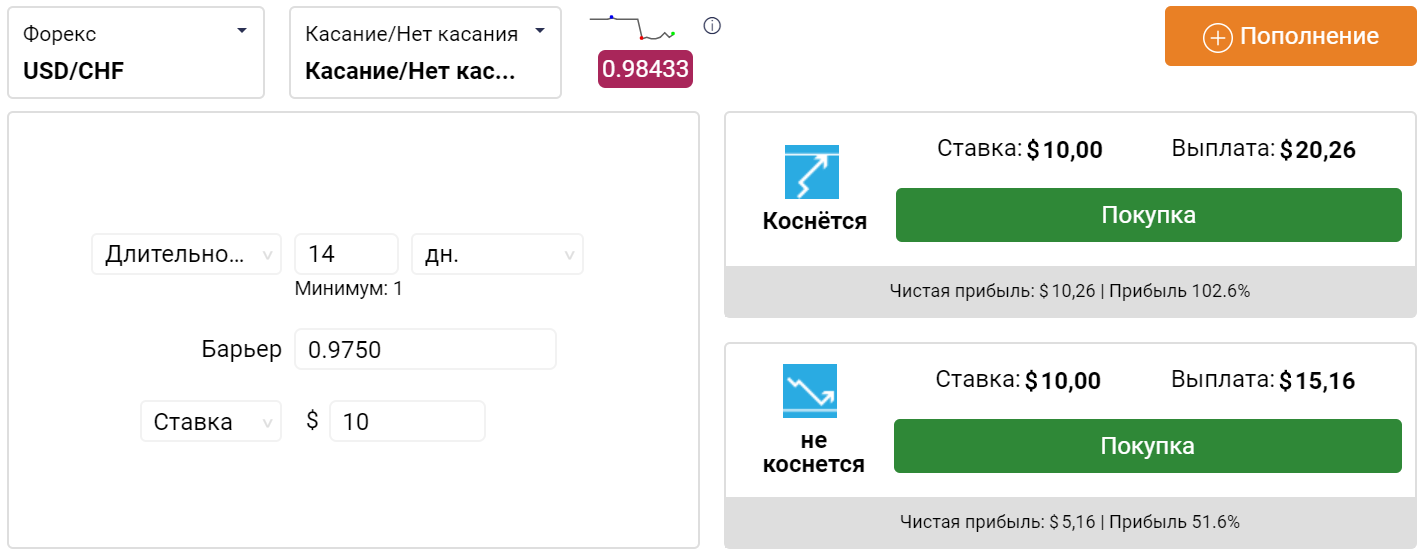 Форекс
USD/CHF
Касание/Нет касания
Касание/Нет кас...
0.98433
Пополнение
Длительно...
14
дн.
Минимум: 1
Барьер
0.9750
Ставка
$
10
Ставка: $10,00
Выплата: $20,26
Коснётся
Покупка
Чистая прибыль: $10,26 | Прибыль 102.6%
Ставка: $10,00
Выплата: $15,16
не
коснется
Покупка
Чистая прибыль: $5,16 | Прибыль 51.6%